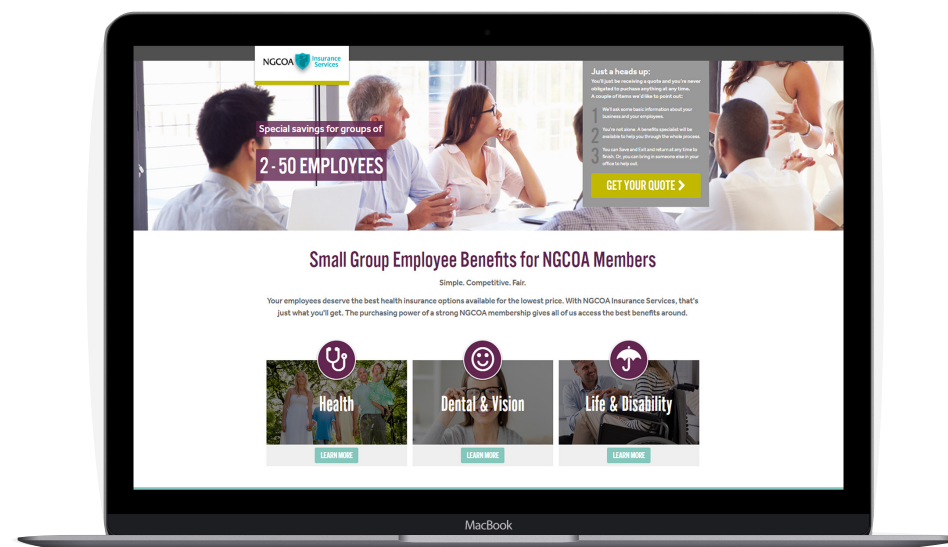 NGCOA Insurance
Services
Special savings for groups of
2 - 50 EMPLOYEES
Just a heads up:
You'll just be receiving a quote and you're never
obligated to purchase anything at any time.
A couple of items we'd like to point out:
1 We'll ask some basic information about your
business and your employees.
2 You're not alone. A benefits specialist will be
available to help you through the whole process.
3 You can Save and Exit and return at any time to
finish. Or, you can bring in someone else in your
office to help out.
GET YOUR QUOTE
Small Group Employee Benefits for NGCOA Members
Simple. Competitive. Fair.
Your employees deserve the best health insurance options available for the lowest price. With NGCOA Insurance Services, that's
just what you'll get. The purchasing power of a strong NGCOA membership gives all of us access the best benefits around.
Health
Dental & Vision
Life & Disability
LEARN MORE
LEARN MORE
LEARN MORE
MacBook